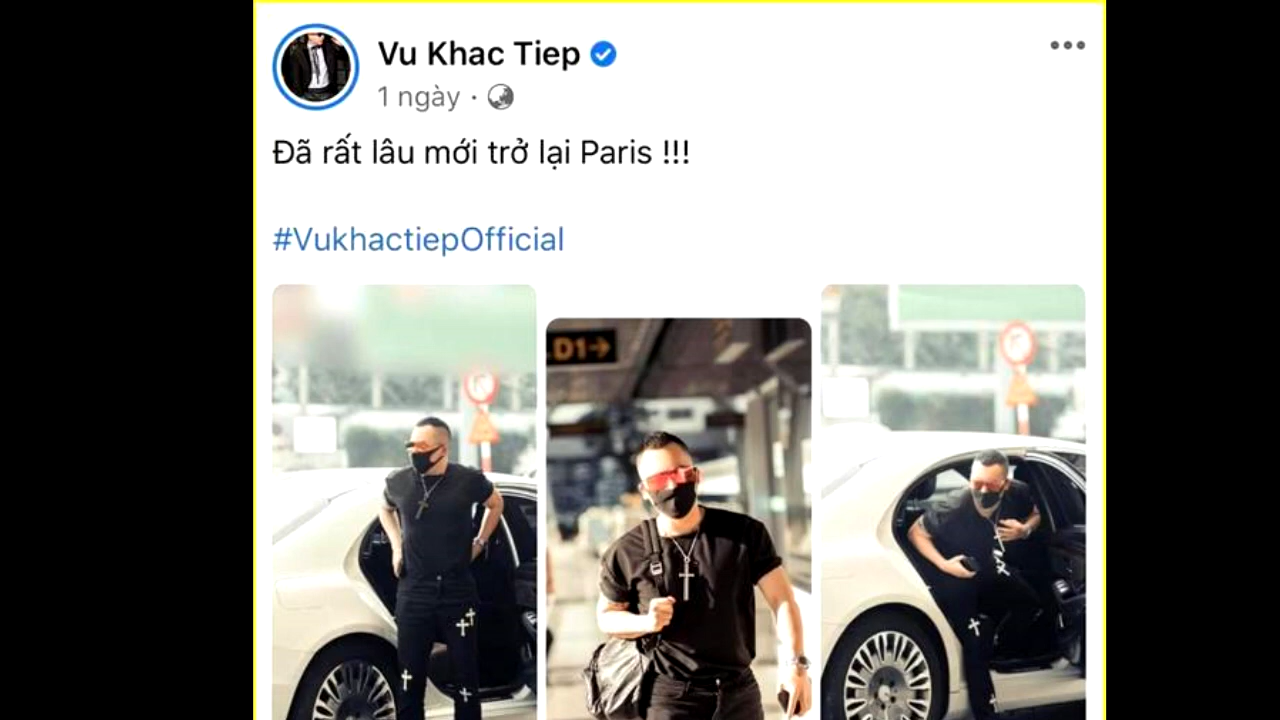 Vu Khac Tiep
1 ngày ·
Đã rất lâu mới trở lại Paris !!!
#VukhactiepOfficial
D1→